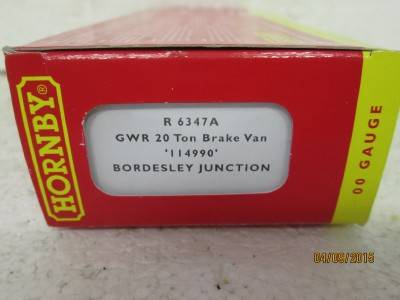 HORNBY®
R 6347A
GWR 20 Ton Brake Van
'114990'
BORDESLEY JUNCTION
00 GAUGE
04/09/2015